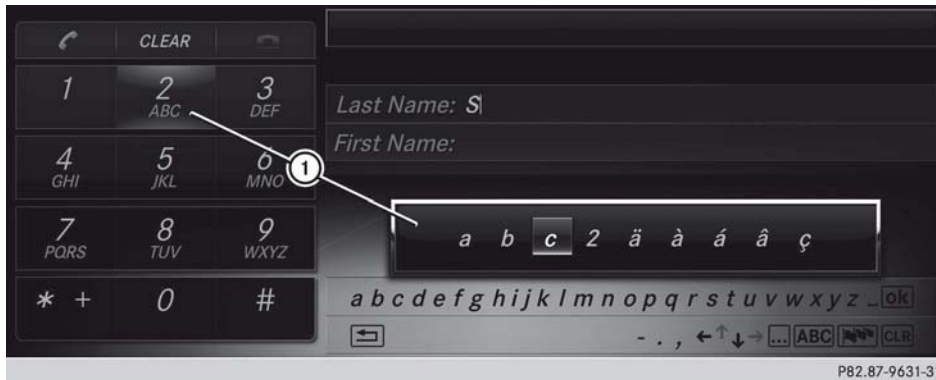 CLEAR
1 2 3
ABC DEF
4 5 6
GHI JKL MNO
7 8 9
PQRS TUV WXYZ
* + 0 #
Last Name: S
First Name:
1
a b c 2 ä à á â ç
a b c d e f g h i j k l m n o p q r s t u v w x y z _ ok
- . , ←↑↓→ ... ABC CLR
P82.87-9631-31